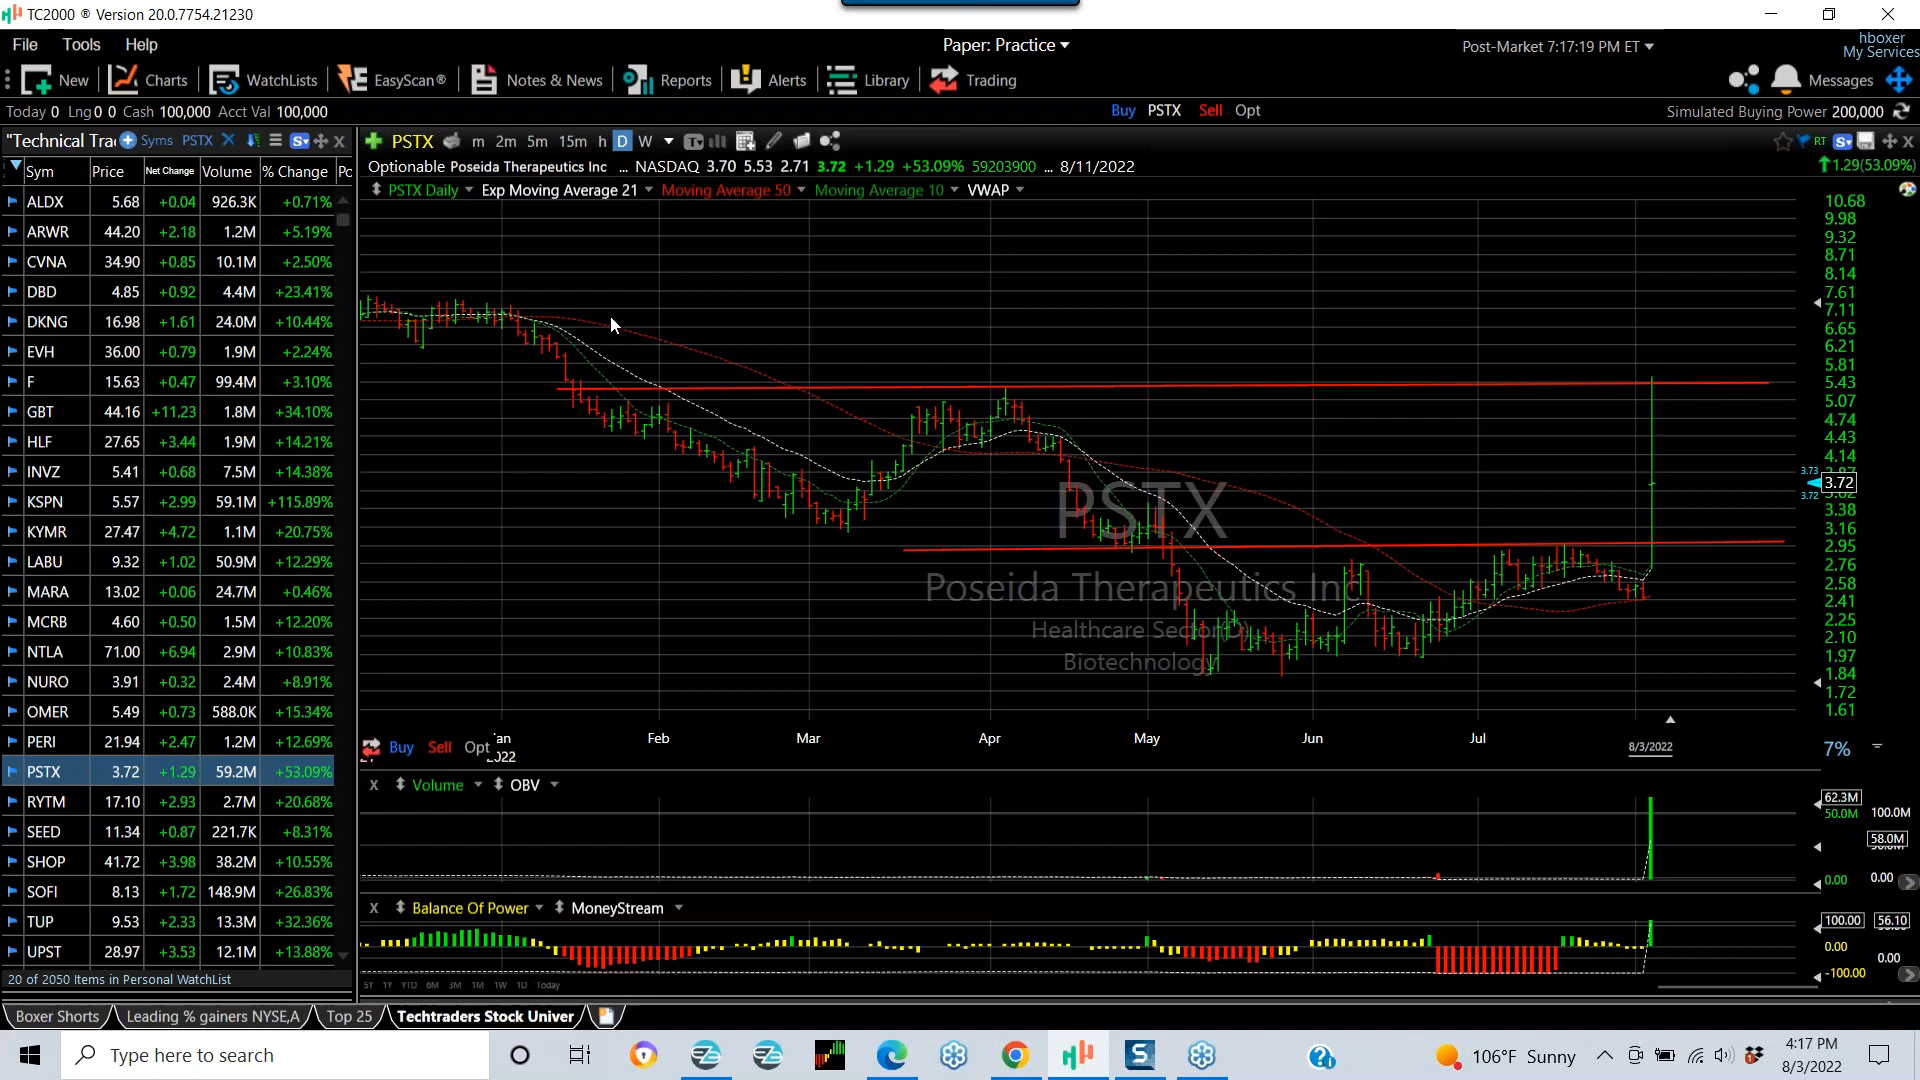 TC2000 ® Version 20.0.7754.21230
File Tools Help
Paper: Practice
Post-Market 7:17:19 PM ET
hboxer
My Services
New Charts WatchLists EasyScan® Notes & News Reports Alerts Library Trading
Messages
Today 0 Lng 0 0 Cash 100,000 Acct Val 100,000
Buy PSTX Sell Opt
Simulated Buying Power 200,000
"Technical Tra Syms PSTX
PSTX m 2m 5m 15m h D W
RT
Sym Price Net Change Volume % Change Po
Optionable Poseida Therapeutics Inc ... NASDAQ 3.70 5.53 2.71 3.72 +1.29 +53.09% 59203900 ... 8/11/2022
1.29(53.09%)
PSTX Daily Exp Moving Average 21 Moving Average 50 Moving Average 10 VWAP
ALDX 5.68 +0.04 926.3K +0.71%
ARWR 44.20 +2.18 1.2M +5.19%
CVNA 34.90 +0.85 10.1M +2.50%
DBD 4.85 +0.92 4.4M +23.41%
DKNG 16.98 +1.61 24.0M +10.44%
EVH 36.00 +0.79 1.9M +2.24%
F 15.63 +0.47 99.4M +3.10%
GBT 44.16 +11.23 1.8M +34.10%
HLF 27.65 +3.44 1.9M +14.21%
INVZ 5.41 +0.68 7.5M +14.38%
KSPN 5.57 +2.99 59.1M +115.89%
KYMR 27.47 +4.72 1.1M +20.75%
LABU 9.32 +1.02 50.9M +12.29%
MARA 13.02 +0.06 24.7M +0.46%
MCRB 4.60 +0.50 1.5M +12.20%
NTLA 71.00 +6.94 2.9M +10.83%
NURO 3.91 +0.32 2.4M +8.91%
OMER 5.49 +0.73 588.0K +15.34%
PERI 21.94 +2.47 1.2M +12.69%
PSTX 3.72 +1.29 59.2M +53.09%
RYTM 17.10 +2.93 2.7M +20.68%
SEED 11.34 +0.87 221.7K +8.31%
SHOP 41.72 +3.98 38.2M +10.55%
SOFI 8.13 +1.72 148.9M +26.83%
TUP 9.53 +2.33 13.3M +32.36%
UPST 28.97 +3.53 12.1M +13.88%
20 of 2050 Items in Personal WatchList
10.68
9.98
9.32
8.71
8.14
7.61
7.11
6.65
6.21
5.81
5.43
5.07
4.74
4.43
4.14
3.73
3.72
3.72
3.38
3.16
2.95
2.76
2.58
2.41
2.25
2.10
1.97
1.84
1.72
1.61
PSTX
Poseida Therapeutics Inc
Healthcare Sector
Biotechnology
Feb Mar Apr May Jun Jul
8/3/2022
7%
Buy Sell Opt
X Volume OBV
62.3M
50.0M 100.0M
58.0M
0.00 0.00
X Balance Of Power MoneyStream
100.00 56.10
0.00
0.00
-100.00
5Y 1Y YTD 6M 3M 1M 1W 1D Today
Boxer Shorts Leading % gainers NYSE,A Top 25 Techtraders Stock Univer
Type here to search
106°F Sunny
4:17 PM
8/3/2022